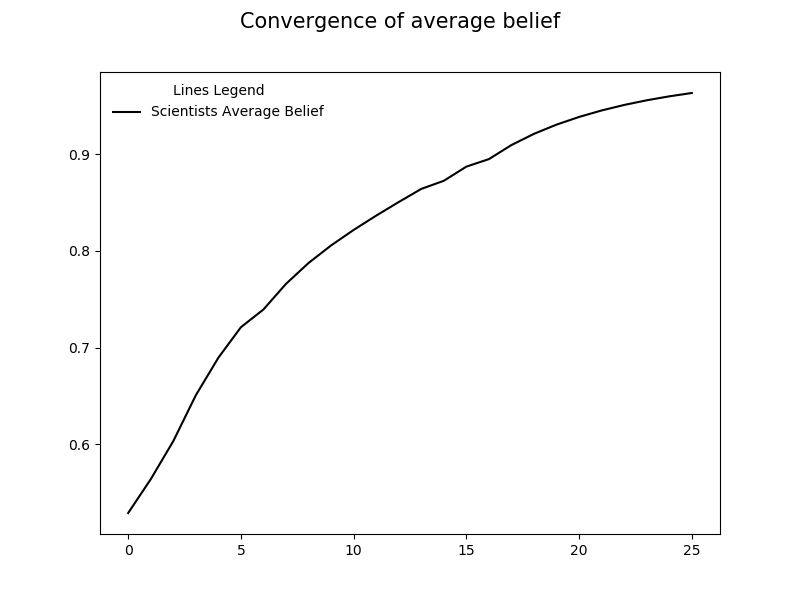 Convergence of average belief
Lines Legend
Scientists Average Belief
0.9
0.8
0.7
0.6
0 5 10 15 20 25